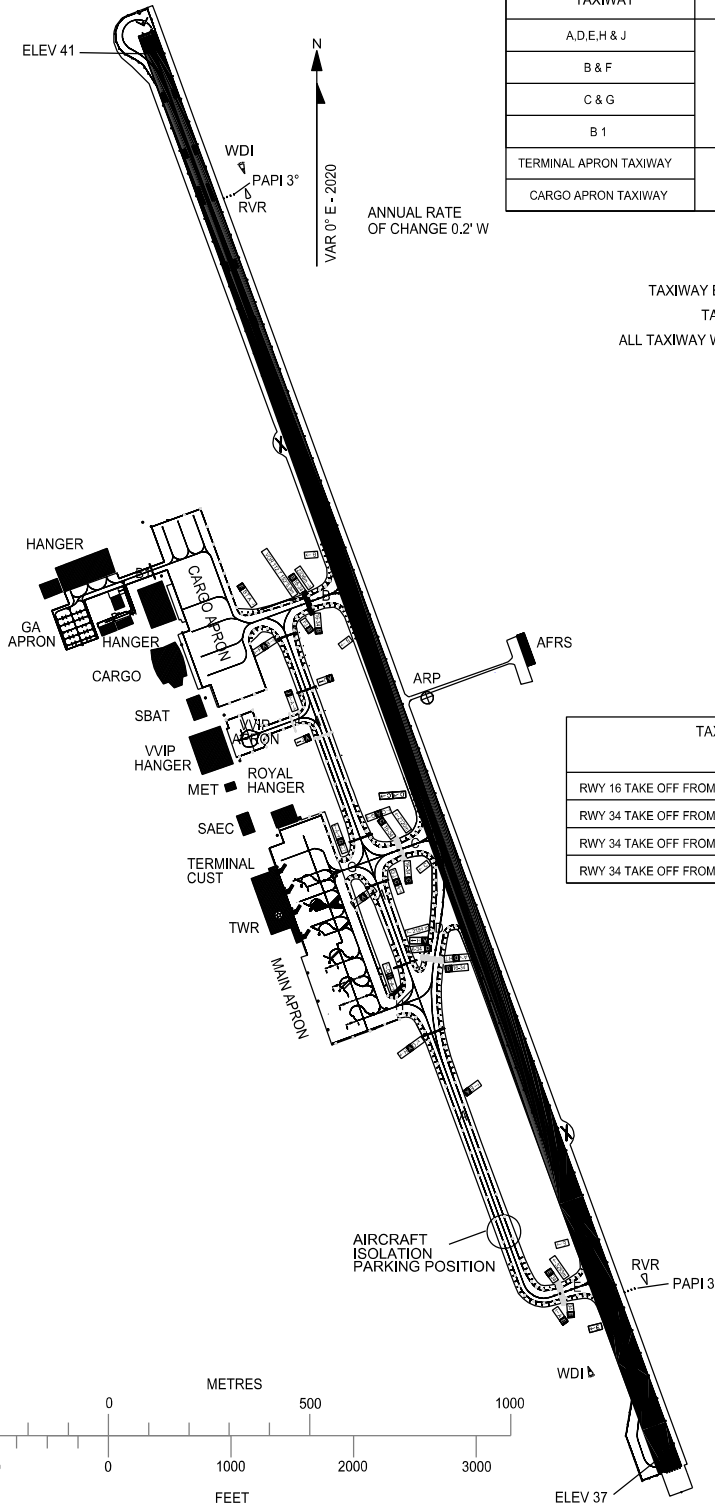 TAXIWAY
A,D,E,H & J
B & F
C & G
B 1
TERMINAL APRON TAXIWAY
CARGO APRON TAXIWAY
ELEV 41
N
WDI
PAPI 3°
RVR
VAR 0° E - 2020
ANNUAL RATE
OF CHANGE 0.2' W
TAXIWAY
ALL TAXIWAY
HANGER
GA
APRON
HANGER
CARGO APRON
CARGO
SBAT
VVIP
APRON
VVIP
HANGER
MET
ROYAL
HANGER
SAEC
TERMINAL
CUST
TWR
MAIN APRON
ARP
AFRS
RWY 16 TAKE OFF FROM
RWY 34 TAKE OFF FROM
RWY 34 TAKE OFF FROM
RWY 34 TAKE OFF FROM
AIRCRAFT
ISOLATION
PARKING POSITION
RVR
PAPI 3
WDI
METRES
0 500 1000
0 1000 2000 3000
FEET
ELEV 37